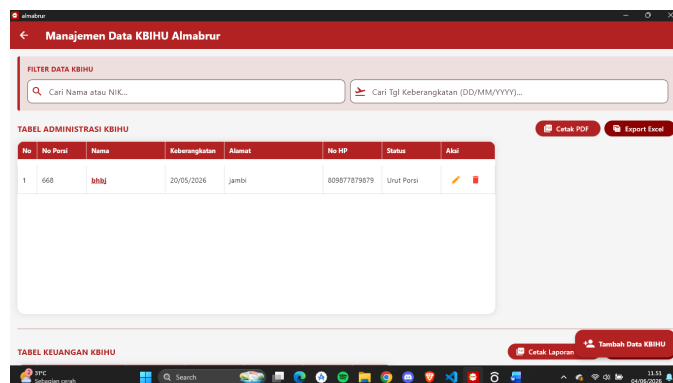 almabrur
Manajemen Data KBIHU Almabrur
FILTER DATA KBIHU
Cari Nama atau NIK...
Cari Tgl Keberangkatan (DD/MM/YYYY)...
TABEL ADMINISTRASI KBIHU
Cetak PDF
Export Excel
No No Porsi Nama Keberangkatan Alamat No HP Status Aksi
1 668 bhbj 20/05/2026 jambi 809877879879 Urut Porsi
TABEL KEUANGAN KBIHU
Cetak Laporan
Tambah Data KBIHU
31°C
Sebagian cerah
Search
11.51
04/06/2026